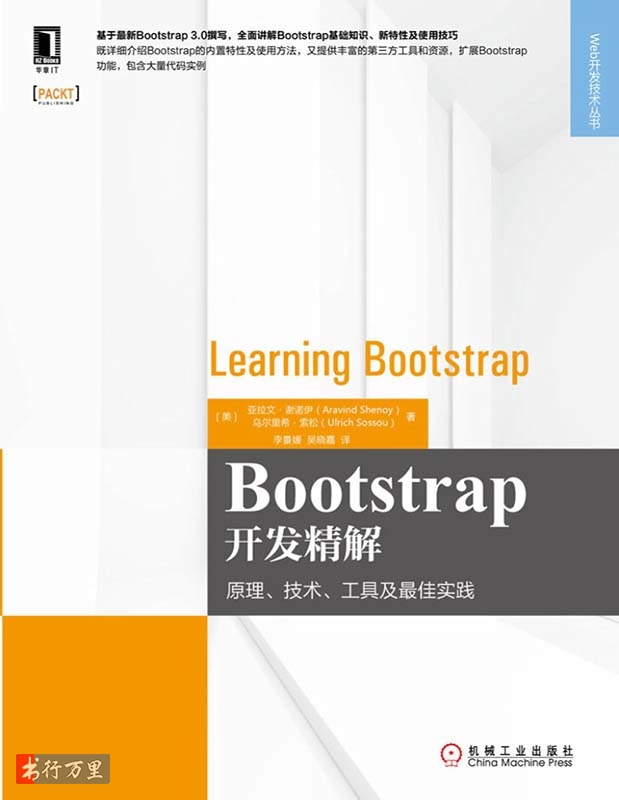 基于最新Bootstrap 3.0撰写，全面讲解Bootstrap基础知识、新特性及使用技巧
既详细介绍Bootstrap的内置特性及使用方法，又提供丰富的第三方工具和资源，扩展Bootstrap
功能，包含大量代码实例
HZ Books
华章IT
[PACKT]
PUBLISHING
Web开发技术丛书
Learning Bootstrap
[美] 亚拉文·谢诺伊（Aravind Shenoy）
乌尔里希·索松（Ulrich Sossou） 著
李景媛 吴晓嘉 译
Bootstrap
开发精解
原理、技术、工具及最佳实践
书行万里
机械工业出版社
China Machine Press